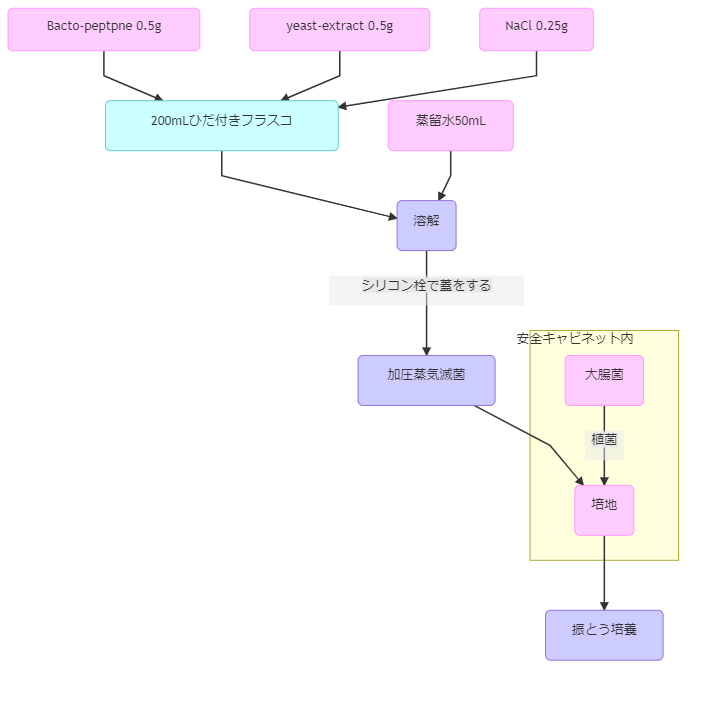 Bacto-peptpne 0.5g
yeast-extract 0.5g
NaCl 0.25g
200mLひだ付きフラスコ
蒸留水50mL
溶解
シリコン栓で蓋をする
安全キャビネット内
加圧蒸気滅菌
大腸菌
植菌
培地
振とう培養